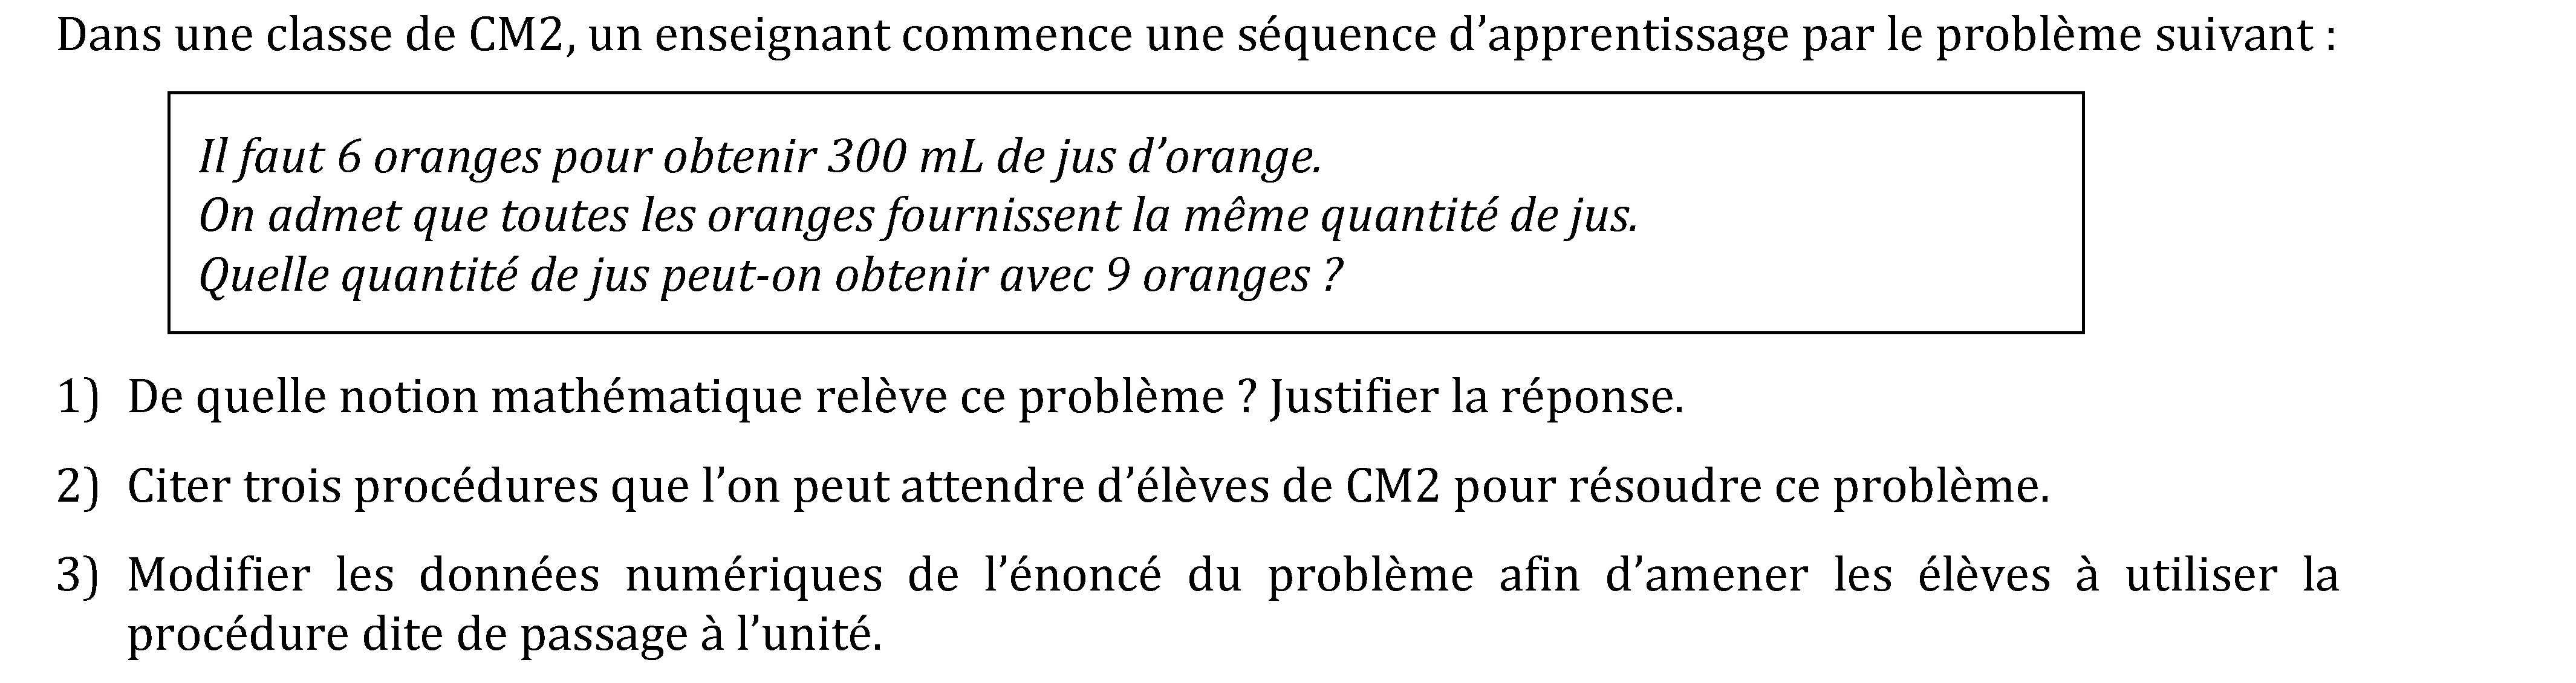 Dans une classe de CM2, un enseignant commence une séquence d’apprentissage par le problème suivant :
Il faut 6 oranges pour obtenir 300 mL de jus d’orange.
On admet que toutes les oranges fournissent la même quantité de jus.
Quelle quantité de jus peut-on obtenir avec 9 oranges ?
1) De quelle notion mathématique relève ce problème ? Justifier la réponse.
2) Citer trois procédures que l’on peut attendre d’élèves de CM2 pour résoudre ce problème.
3) Modifier les données numériques de l’énoncé du problème afin d’amener les élèves à utiliser la
procédure dite de passage à l’unité.